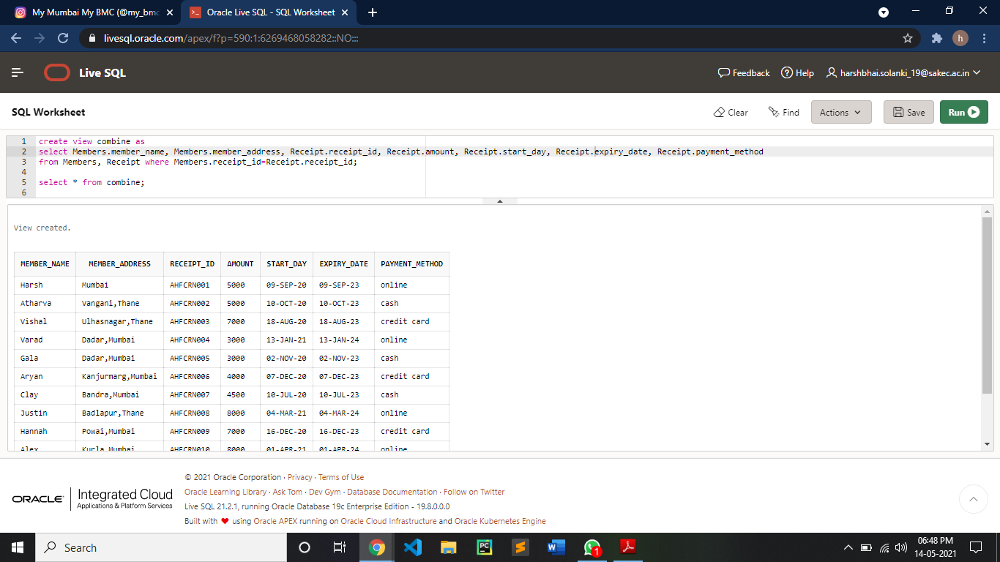 My Mumbai My BMC (@my_bmc
Oracle Live SQL - SQL Worksheet
livesql.oracle.com/apex/f?p=590:1:6269468058282::NO:::
h
Live SQL
Feedback
Help
harshbhai.solanki_19@sakec.ac.in
SQL Worksheet
Clear
Find
Actions
Save
Run
1 create view combine as
2 select Members.member_name, Members.member_address, Receipt.receipt_id, Receipt.amount, Receipt.start_day, Receipt.expiry_date, Receipt.payment_method
3 from Members, Receipt where Members.receipt_id=Receipt.receipt_id;
4
5 select * from combine;
6
View created.
MEMBER_NAME MEMBER_ADDRESS RECEIPT_ID AMOUNT START_DAY EXPIRY_DATE PAYMENT_METHOD
Harsh Mumbai AHFCRN001 5000 09-SEP-20 09-SEP-23 online
Atharva Vangani,Thane AHFCRN002 5000 10-OCT-20 10-OCT-23 cash
Vishal Ulhasnagar,Thane AHFCRN003 7000 18-AUG-20 18-AUG-23 credit card
Varad Dadar,Mumbai AHFCRN004 3000 13-JAN-21 13-JAN-24 online
Gala Dadar,Mumbai AHFCRN005 3000 02-NOV-20 02-NOV-23 cash
Aryan Kanjurmarg,Mumbai AHFCRN006 4000 07-DEC-20 07-DEC-23 credit card
Clay Bandra,Mumbai AHFCRN007 4500 10-JUL-20 10-JUL-23 cash
Justin Badlapur,Thane AHFCRN008 8000 04-MAR-21 04-MAR-24 online
Hannah Powai,Mumbai AHFCRN009 7000 16-DEC-20 16-DEC-23 credit card
Alex Kurla,Mumbai AHFCRN010 8000 01-APR-21 01-APR-24 online
ORACLE
Integrated Cloud
Applications & Platform Services
© 2021 Oracle Corporation · Privacy · Terms of Use
Oracle Learning Library · Ask Tom · Dev Gym · Database Documentation · Follow on Twitter
Live SQL 21.2.1, running Oracle Database 19c Enterprise Edition - 19.8.0.0.0
Built with ♥ using Oracle APEX running on Oracle Cloud Infrastructure and Oracle Kubernetes Engine
Search
PC
1
06:48 PM
14-05-2021